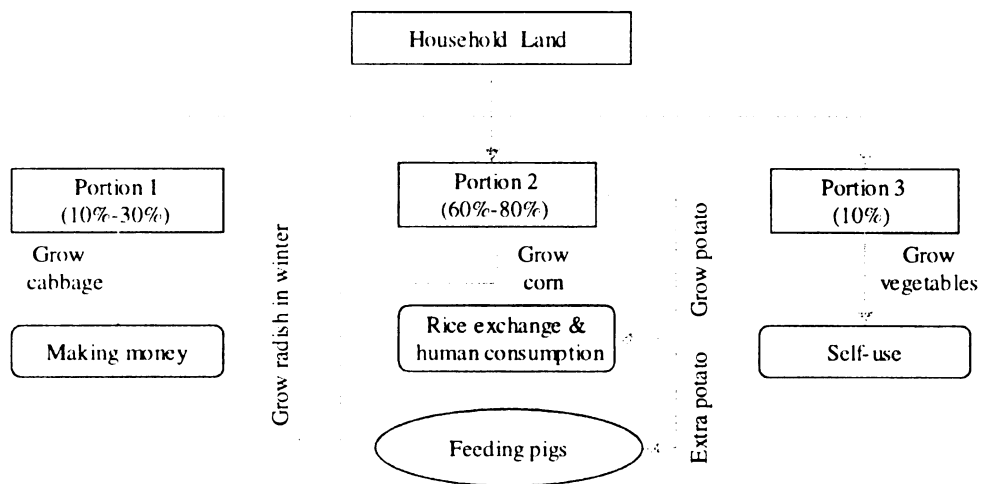 Household Land
Portion 1
(10%-30%)
Portion 2
(60%-80%)
Portion 3
(10%)
Grow
cabbage
Grow radish in winter
Grow
corn
Grow potato
Grow
vegetables
Making money
Rice exchange &
human consumption
Self-use
Extra potato
Feeding pigs